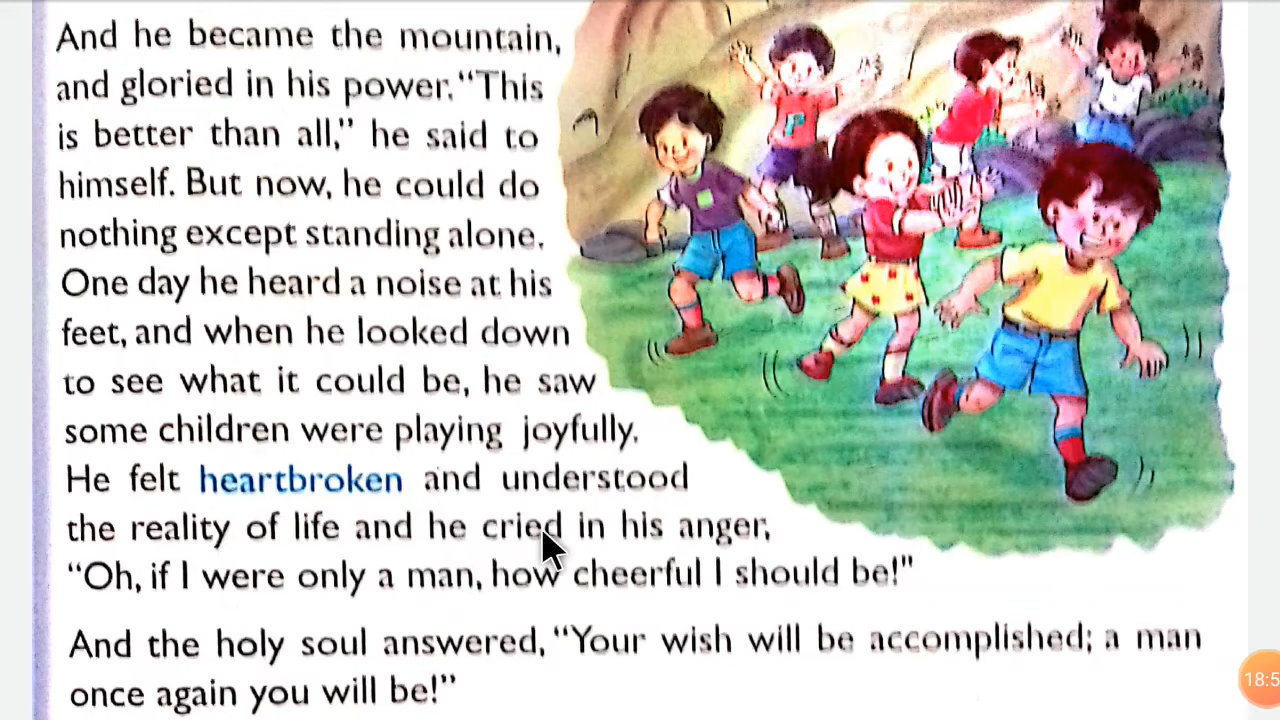 And he became the mountain,
and gloried in his power. "This
is better than all," he said to
himself. But now, he could do
nothing except standing alone.
One day he heard a noise at his
feet, and when he looked down
to see what it could be, he saw
some children were playing joyfully.
He felt heartbroken and understood
the reality of life and he cried in his anger,
"Oh, if I were only a man, how cheerful I should be!"
And the holy soul answered, "Your wish will be accomplished; a man
once again you will be!"
18:5